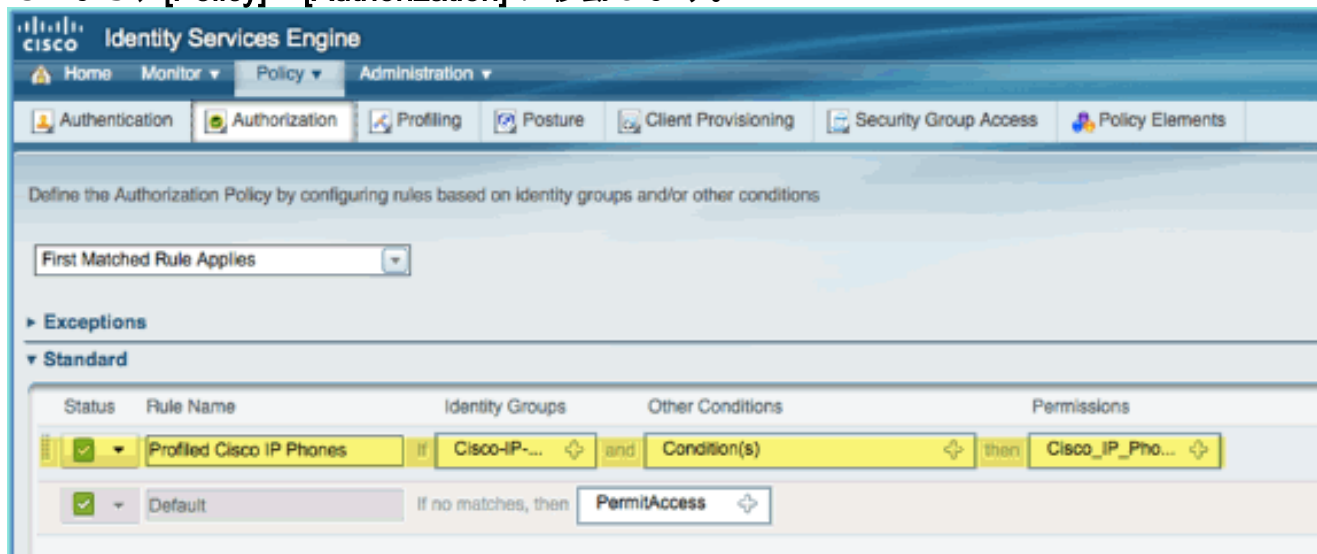 [Policy] > [Authorization]
CISCO Identity Services Engine
Home Monitor Policy Administration
Authentication Authorization Profiling Posture Client Provisioning Security Group Access Policy Elements
Define the Authorization Policy by configuring rules based on identity groups and/or other conditions
First Matched Rule Applies
Exceptions
Standard
Status Rule Name Identity Groups Other Conditions Permissions
Profiled Cisco IP Phones If Cisco-IP-... and Condition(s) then Cisco_IP_Pho...
Default If no matches, then PermitAccess